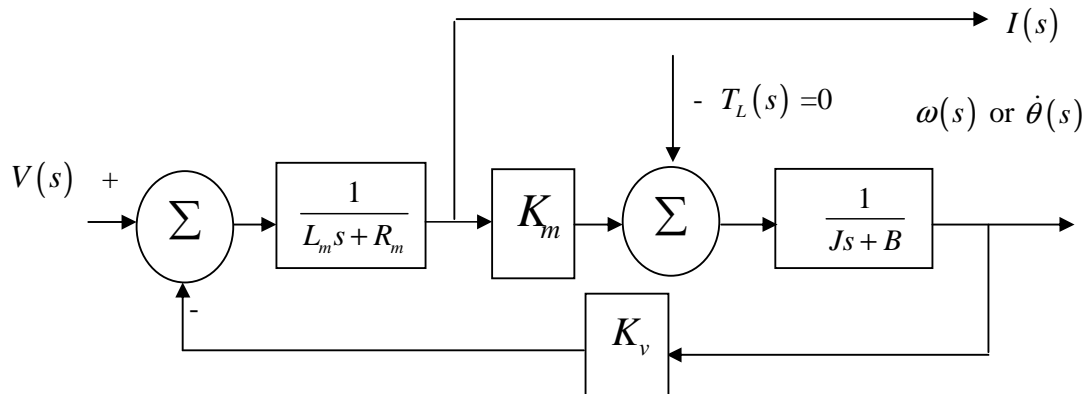 I(s)
- T_L(s) =0
ω(s) or θ̇(s)
V(s) +
Σ
1
L_m s + R_m
K_m
Σ
1
Js + B
-
K_v